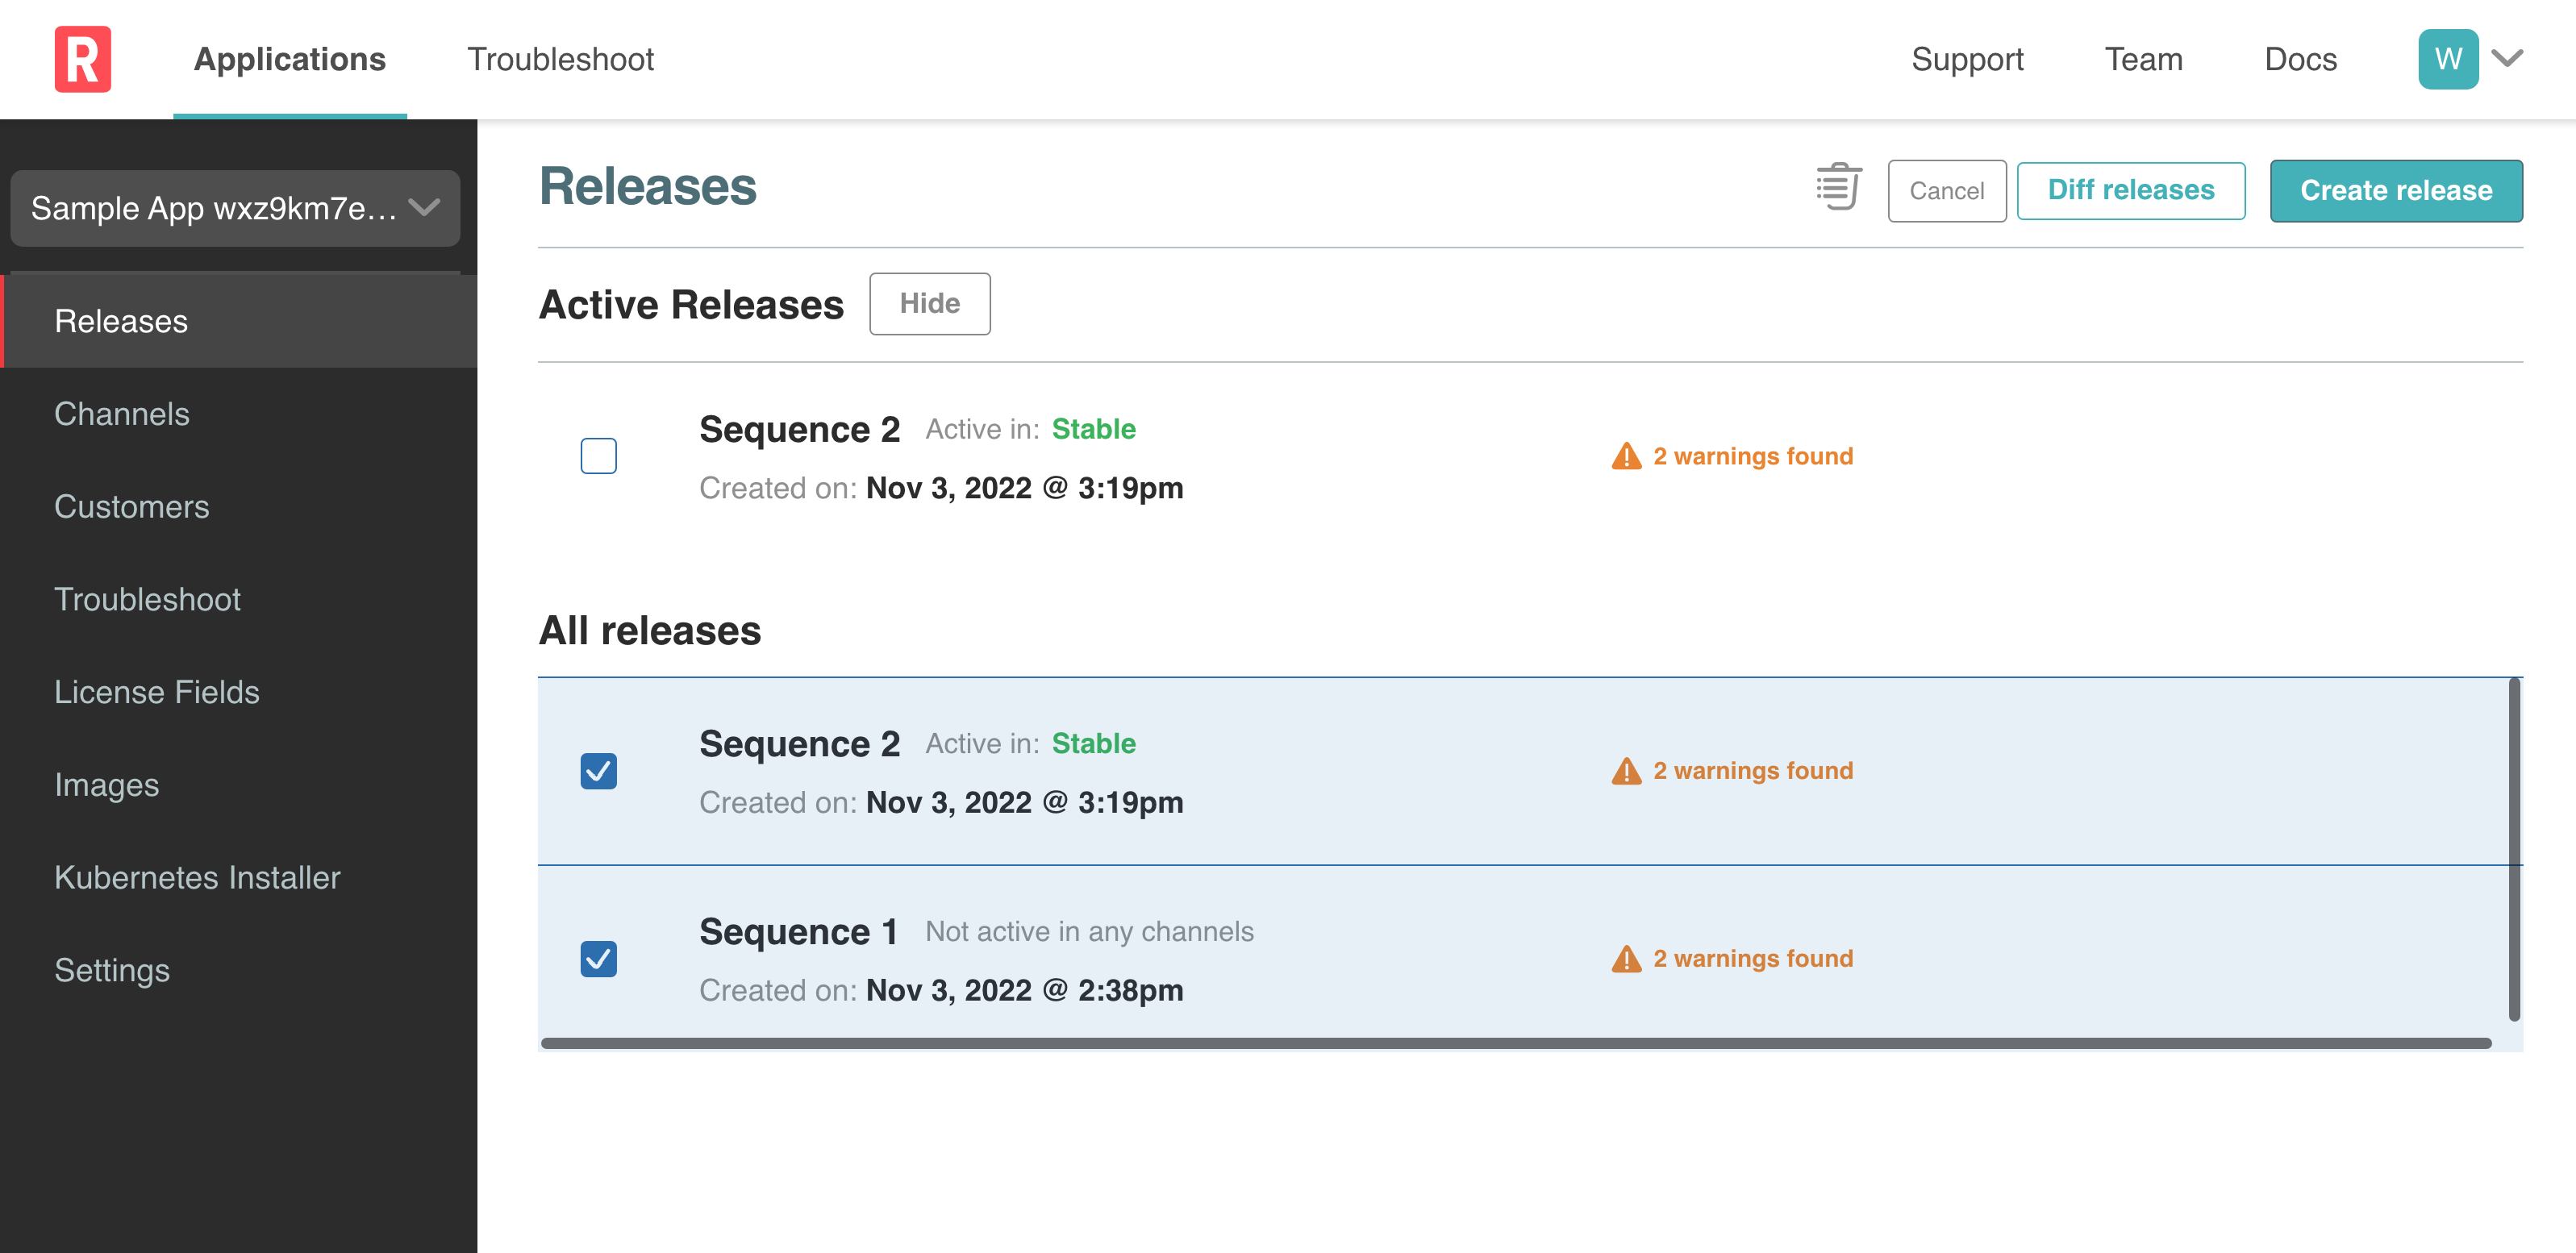 R
Applications
Troubleshoot
Support
Team
Docs
W
Sample App wxz9km7e...
Releases
Channels
Customers
Troubleshoot
License Fields
Images
Kubernetes Installer
Settings
Releases
Cancel
Diff releases
Create release
Active Releases
Hide
Sequence 2 Active in: Stable
Created on: Nov 3, 2022 @ 3:19pm
2 warnings found
All releases
Sequence 2 Active in: Stable
Created on: Nov 3, 2022 @ 3:19pm
2 warnings found
Sequence 1 Not active in any channels
Created on: Nov 3, 2022 @ 2:38pm
2 warnings found